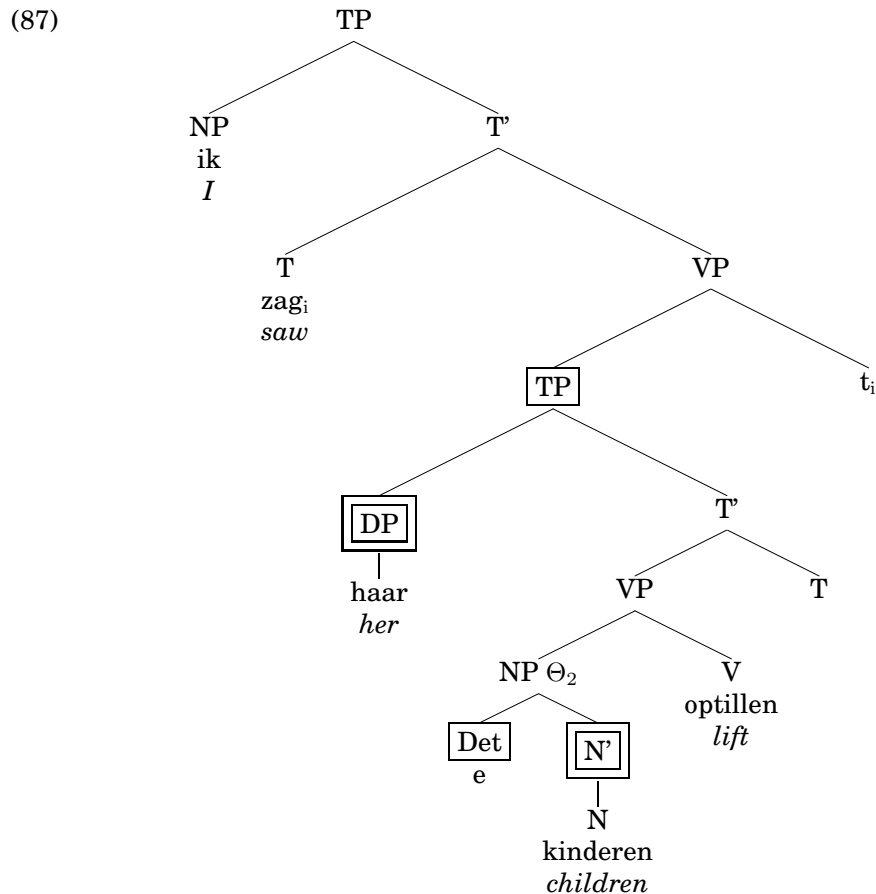 (87) TP
NP T’
ik
I
T VP
zagᵢ
saw
TP tᵢ
DP T’
haar VP T
her
NP Θ₂ V
optillen
Det N’ lift
e
N
kinderen
children